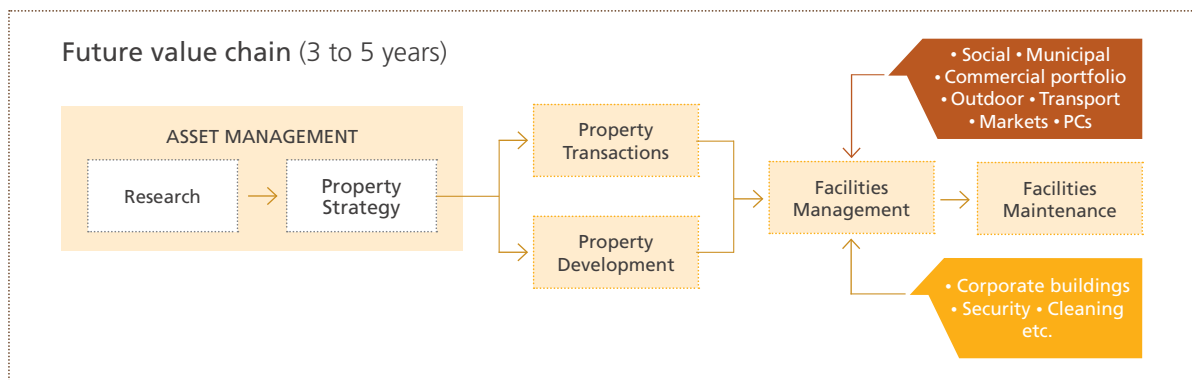 Future value chain (3 to 5 years)
ASSET MANAGEMENT
Research
Property
Strategy
Property
Transactions
Property
Development
• Social • Municipal
• Commercial portfolio
• Outdoor • Transport
• Markets • PCs
Facilities
Management
Facilities
Maintenance
• Corporate buildings
• Security • Cleaning
etc.